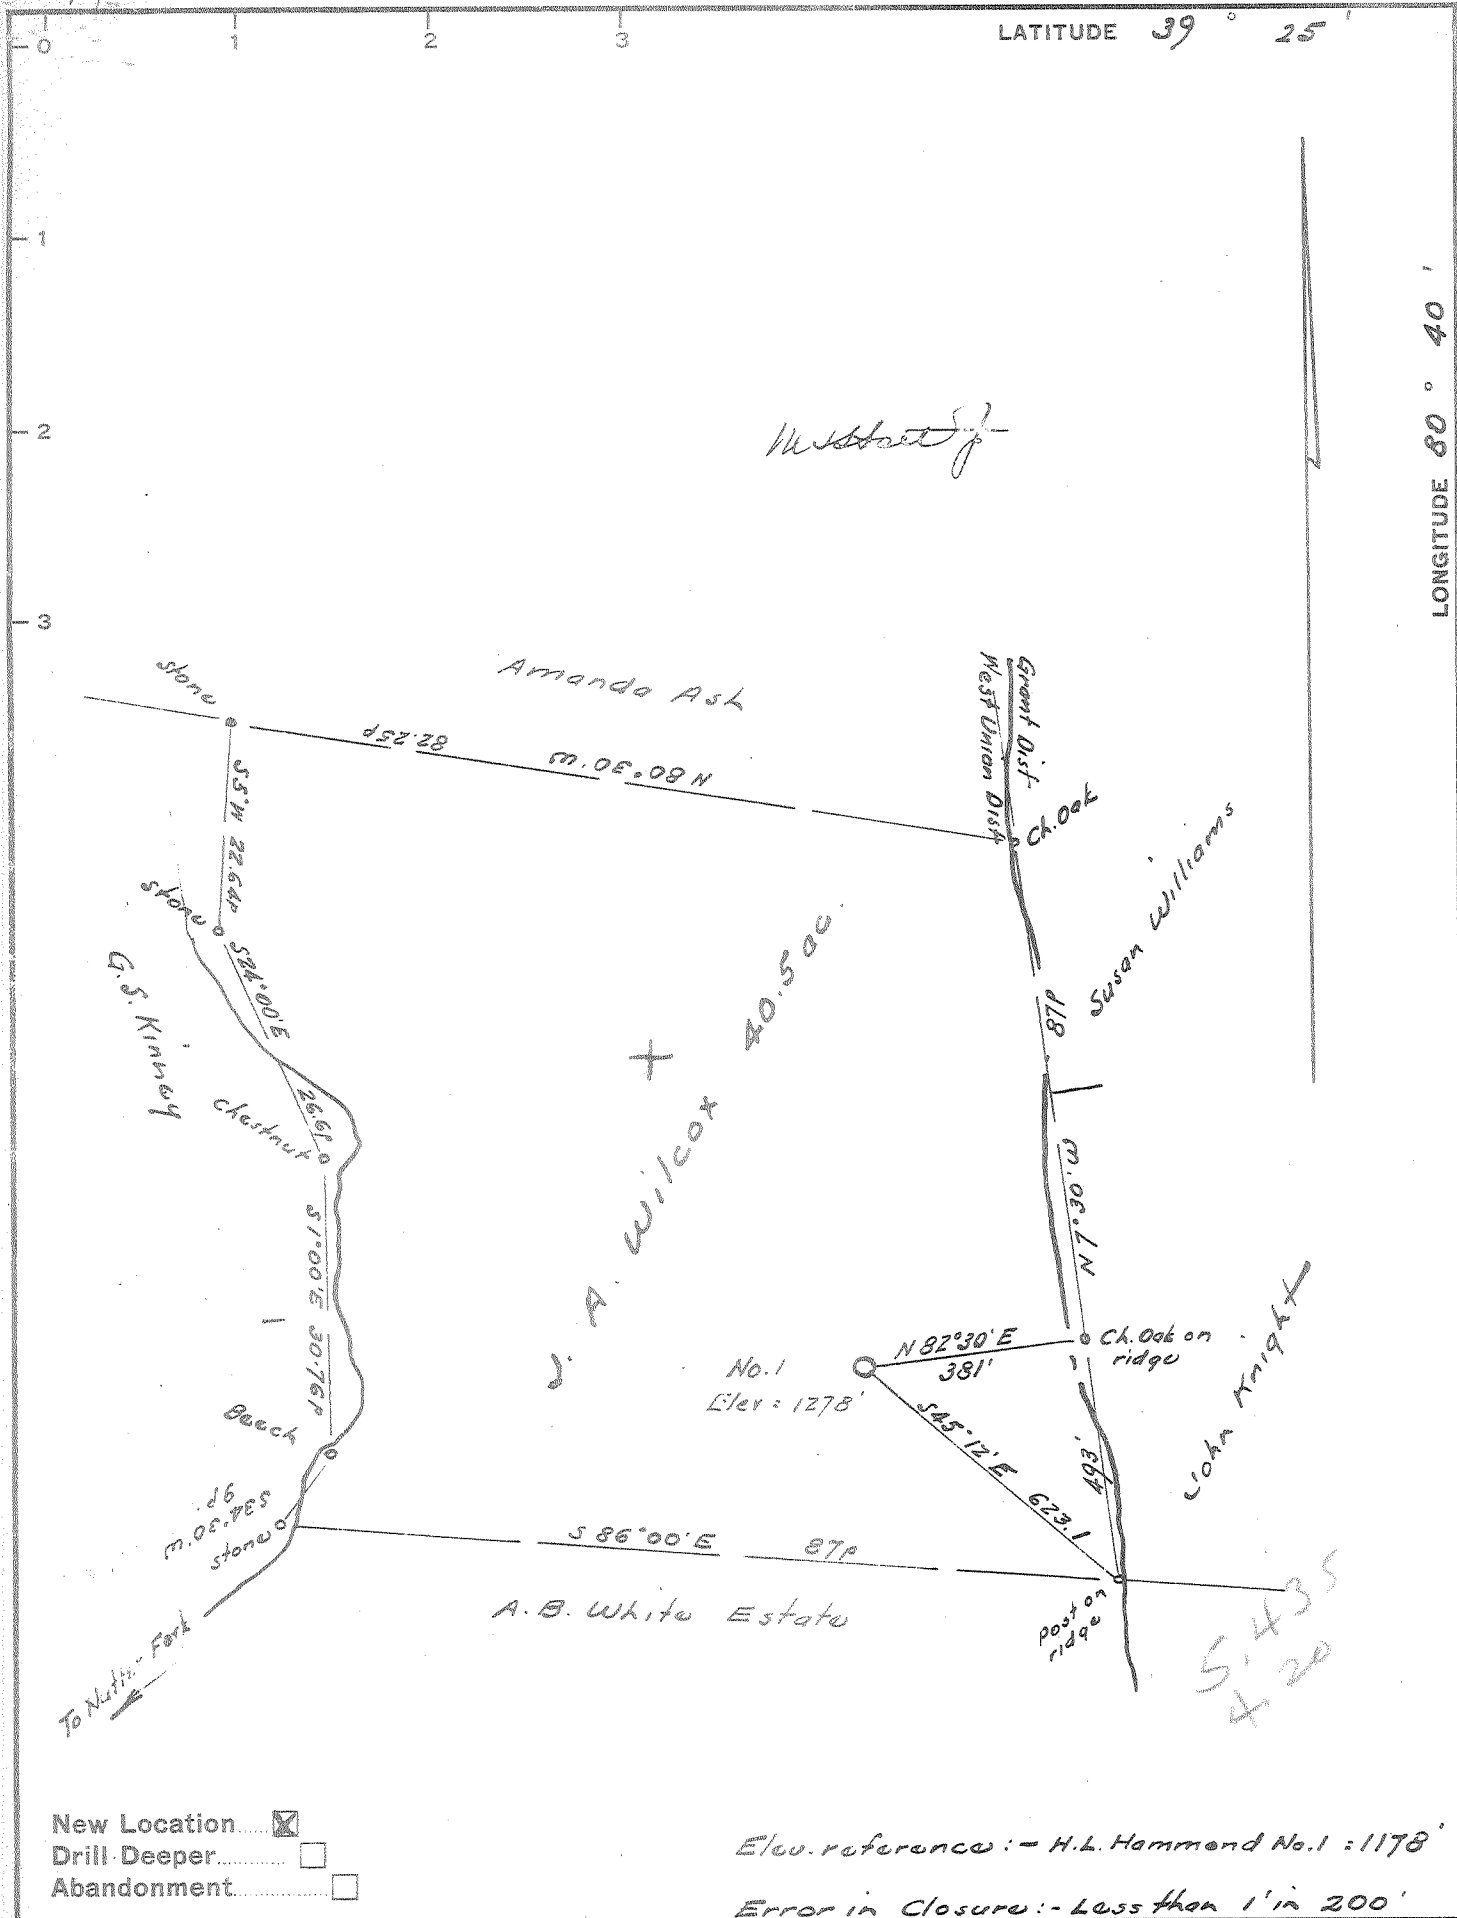 0 1 2 3
LATITUDE 39° 25'
1
2
3
LONGITUDE 80° 40'
Stone
Amanda Ash
82.25P
N 80°30' W
Grant Dist
West Union Dist
Ch. Oak
S5°W 22.64P
Stone
S24°00'E
26.6P
G.S. Kinney
Chestnut
40.5 ac.
J. A. Wilcox
87P
Susan Williams
N 7°30' W
S1°00'E 30.76P
Beech
S34°30'W
9P.
Stone
No. 1
Elev = 1278'
N 82°30' E
381'
Ch. Oak on
ridge
S45°12'E
623.1
493'
John Knight
S 86°00' E 87P
A.B. White Estate
post on
ridge
5.435
4.20
To Fork
New Location
Drill Deeper
Abandonment
Elev. reference :- H.L. Hammond No.1 = 1178'
Error in Closure :- Less than 1' in 200'